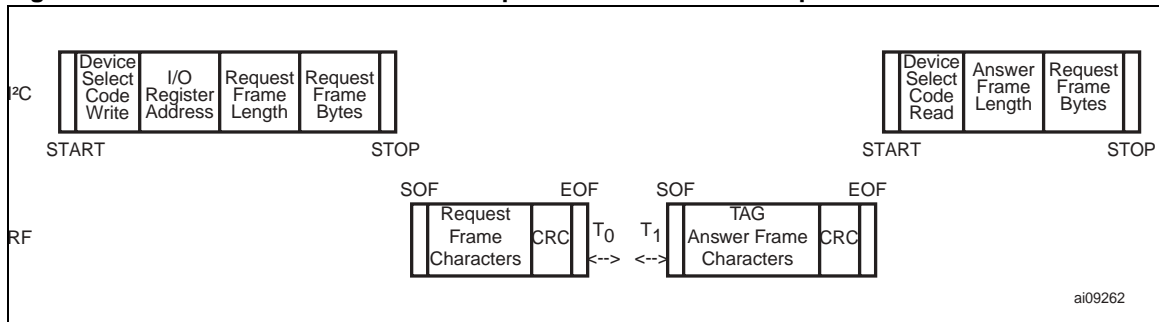 Device
Select
Code
Write
I/O
Register
Address
Request
Frame
Length
Request
Frame
Bytes
Device
Select
Code
Read
Answer
Frame
Length
Request
Frame
Bytes
I²C
START
STOP
START
STOP
SOF
EOF
SOF
EOF
RF
Request
Frame
Characters
CRC
T0
<-->
T1
<-->
TAG
Answer Frame
Characters
CRC
ai09262